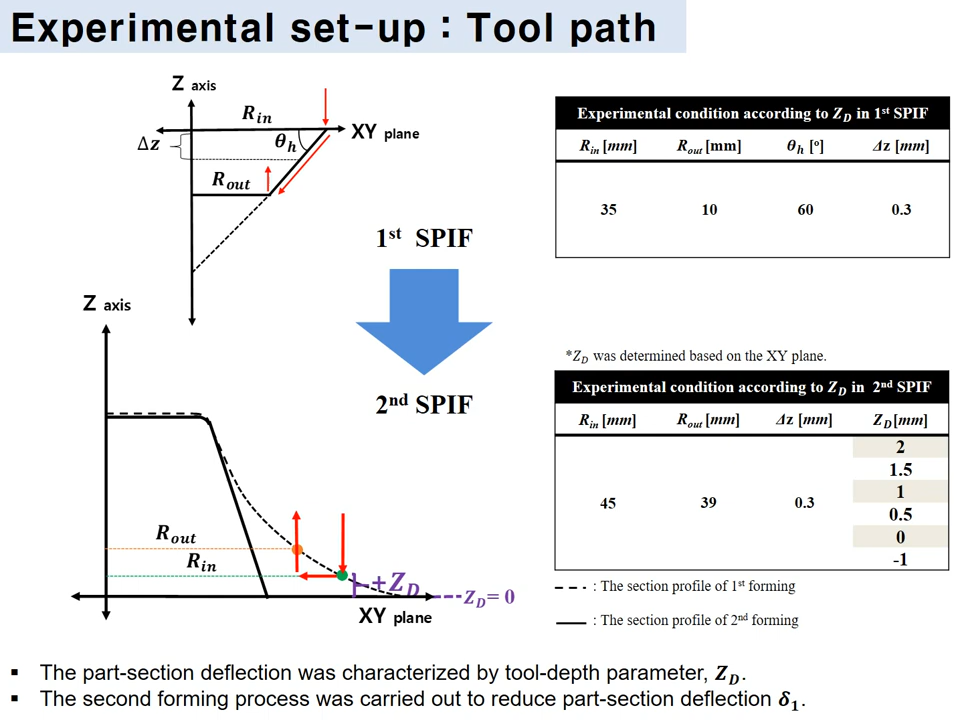 Experimental set-up : Tool path
Z axis
R_in
XY plane
Δz
θ_h
R_out
1st SPIF
Z axis
2nd SPIF
R_out
R_in
+Z_D
Z_D= 0
XY plane
Experimental condition according to Z_D in 1st SPIF
R_in [mm] R_out [mm] θ_h [º] Δz [mm]
35 10 60 0.3
*Z_D was determined based on the XY plane.
Experimental condition according to Z_D in 2nd SPIF
R_in [mm] R_out [mm] Δz [mm] Z_D[mm]
2
1.5
1
45 39 0.3 0.5
0
-1
: The section profile of 1st forming
: The section profile of 2nd forming
▪ The part-section deflection was characterized by tool-depth parameter, Z_D.
▪ The second forming process was carried out to reduce part-section deflection δ_1.